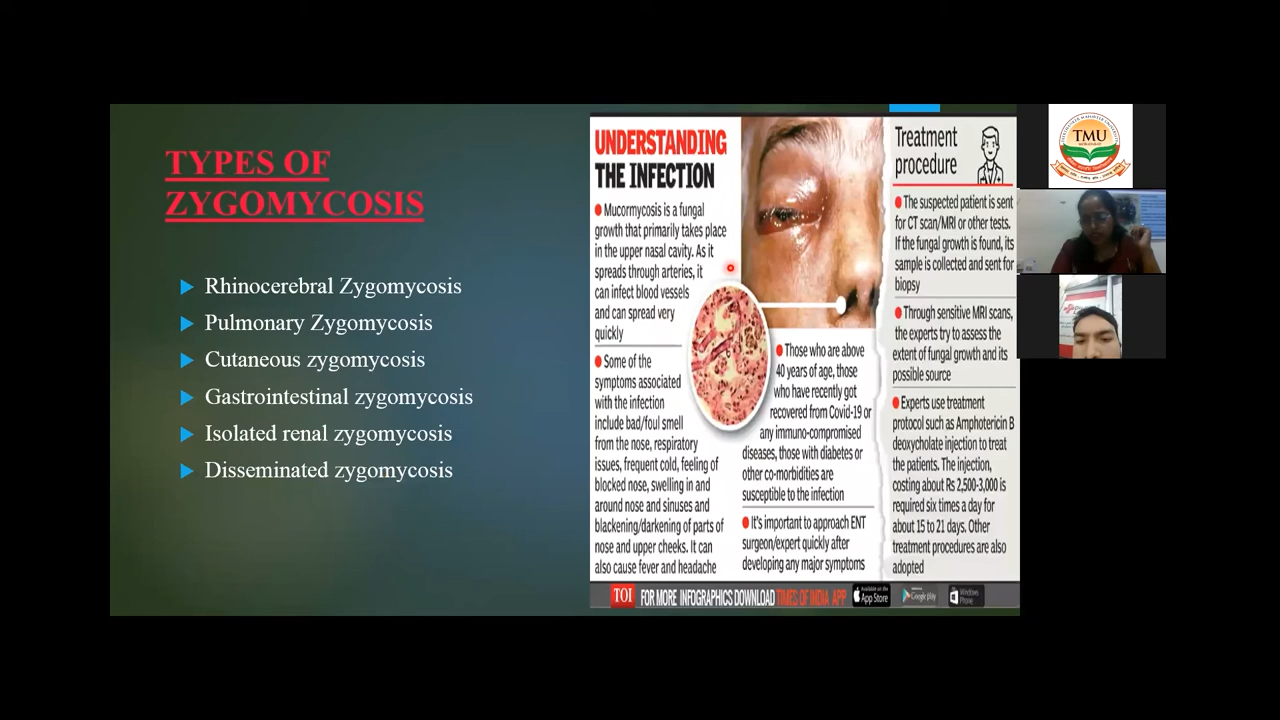 TYPES OF
ZYGOMYCOSIS
Rhinocerebral Zygomycosis
Pulmonary Zygomycosis
Cutaneous zygomycosis
Gastrointestinal zygomycosis
Isolated renal zygomycosis
Disseminated zygomycosis
UNDERSTANDING
THE INFECTION
Mucormycosis is a fungal
growth that primarily takes place
in the upper nasal cavity. As it
spreads through arteries, it
can infect blood vessels
and can spread very
quickly
Some of the
symptoms associated
with the infection
include bad/foul smell
from the nose, respiratory
issues, frequent cold, feeling of
blocked nose, swelling in and
around nose and sinuses and
blackening/darkening of parts of
nose and upper cheeks. It can
also cause fever and headache
Those who are above
40 years of age, those
who have recently got
recovered from Covid-19 or
any immuno-compromised
diseases, those with diabetes or
other co-morbidities are
susceptible to the infection
It's important to approach ENT
surgeon/expert quickly after
developing any major symptoms
Treatment
procedure
The suspected patient is sent
for CT scan/MRI or other tests.
If the fungal growth is found, its
sample is collected and sent for
biopsy
Through sensitive MRI scans,
the experts try to assess the
extent of fungal growth and its
possible source
Experts use treatment
protocol such as Amphotericin B
deoxycholate injection to treat
the patients. The injection,
costing about Rs 2,500-3,000 is
required six times a day for
about 15 to 21 days. Other
treatment procedures are also
adopted
TOI FOR MORE INFOGRAPHICS DOWNLOAD TIMES OF INDIA APP
Available on the
App Store
Google play
Windows
Phone
TMU